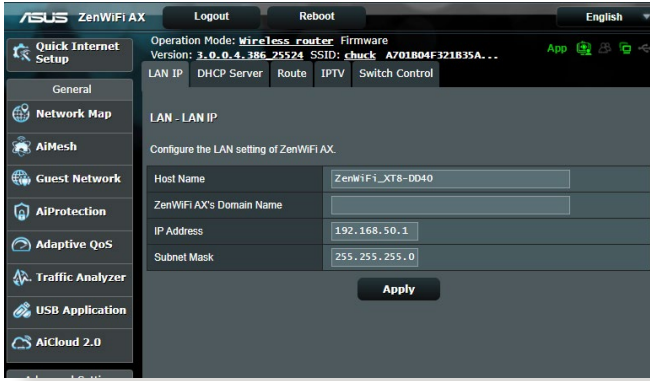 ASUS ZenWiFi AX Logout Reboot English
Quick Internet Setup
Operation Mode: Wireless router Firmware
Version: 3.0.0.4.386_25524 SSID: chuck A701B04F321B35A...
App
LAN IP DHCP Server Route IPTV Switch Control
General
Network Map
AiMesh
Guest Network
AiProtection
Adaptive QoS
Traffic Analyzer
USB Application
AiCloud 2.0
LAN - LAN IP
Configure the LAN setting of ZenWiFi AX.
Host Name ZenWiFi_XT8-DD40
ZenWiFi AX's Domain Name
IP Address 192.168.50.1
Subnet Mask 255.255.255.0
Apply